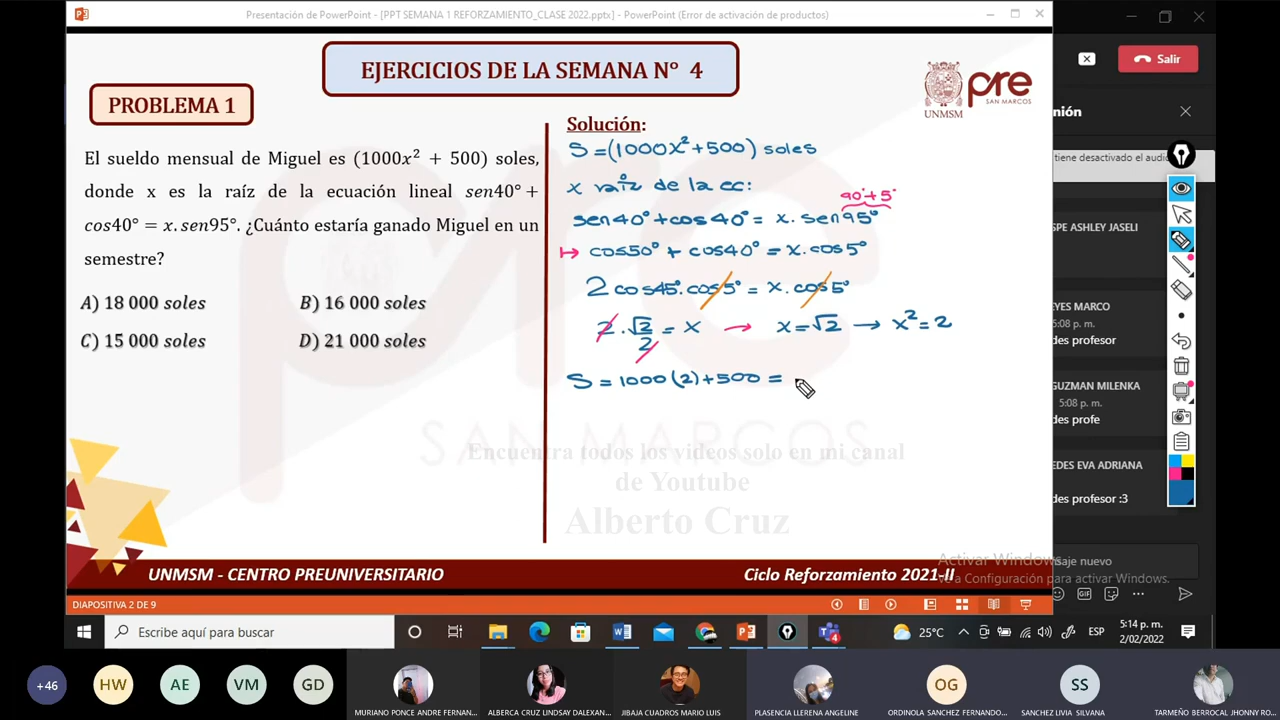 Presentación de PowerPoint - [PPT SEMANA 1 REFORZAMIENTO_CLASE 2022.pptx] - PowerPoint (Error de activación de productos)
EJERCICIOS DE LA SEMANA N° 4
PROBLEMA 1
UNMSM
pre
SAN MARCOS
El sueldo mensual de Miguel es (1000x² + 500) soles,
donde x es la raíz de la ecuación lineal sen40° +
cos40° = x.sen95°. ¿Cuánto estaría ganado Miguel en un
semestre?
A) 18 000 soles
B) 16 000 soles
C) 15 000 soles
D) 21 000 soles
Solución:
S = (1000x² + 500) soles
x raíz de la ec:
90° + 5°
sen40° + cos40° = x. sen95°
↦ cos50° + cos40° = x. cos5°
2 cos45°. cos5° = x. cos5°
2. √2/2 = x → x = √2 → x² = 2
S = 1000(2) + 500 =
pre
SAN MARCOS
Encuentra todos los videos solo en mi canal
de Youtube
Alberto Cruz
UNMSM - CENTRO PREUNIVERSITARIO
Ciclo Reforzamiento 2021-II
DIAPOSITIVA 2 DE 9
Salir
unión
tiene desactivado el audio
SPE ASHLEY JASELI
EYES MARCO
5:08 p. m.
des profesor
GUZMAN MILENKA
5:08 p. m.
des profe
EDES EVA ADRIANA
des profesor :3
saje nuevo
Activar Windows
Ve a Configuración para activar Windows.
GIF
Escribe aquí para buscar
25°C
ESP
5:14 p. m.
2/02/2022
+46
HW
AE
VM
GD
OG
SS
MURIANO PONCE ANDRE FERNAN...
ALBERCA CRUZ LINDSAY DALEXAN...
JIBAJA CUADROS MARIO LUIS
PLASENCIA LLERENA ANGELINE
ORDINOLA SANCHEZ FERNANDO...
SANCHEZ LIVIA SILVANA
TARMEÑO BERROCAL JHONNY RO...